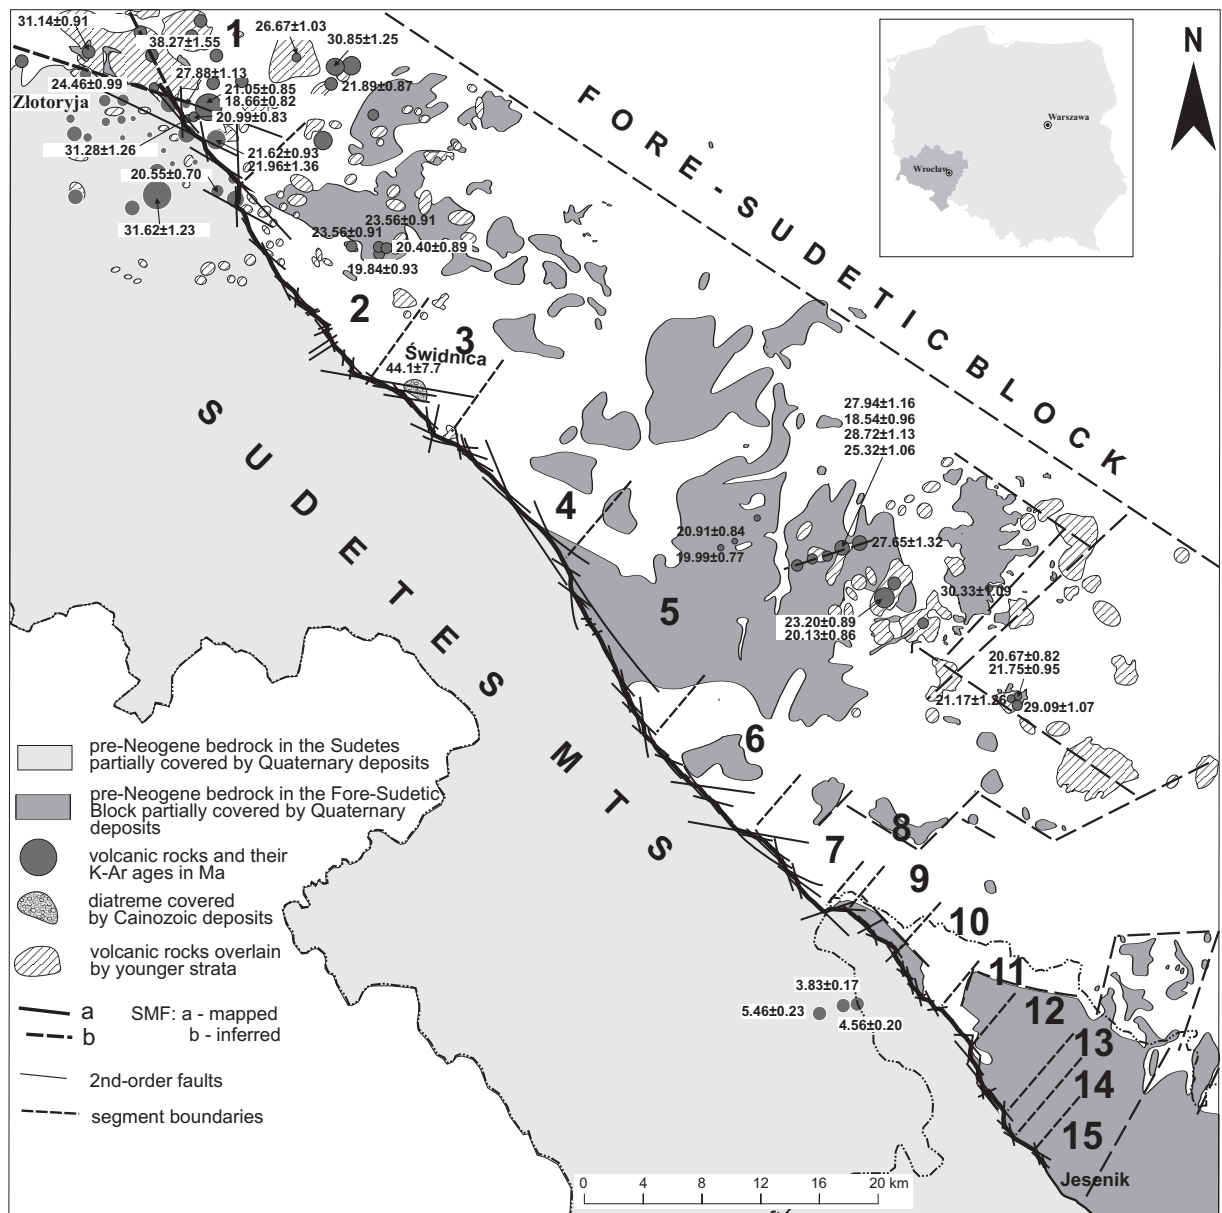 31.14±0.91
1
38.27±1.55
26.67±1.03
30.85±1.25
27.88±1.13
24.46±0.99
Złotoryja
21.05±0.85
18.66±0.82
20.99±0.83
21.89±0.87
31.28±1.26
21.62±0.93
21.96±1.36
20.55±0.70
31.62±1.23
23.56±0.91
23.56±0.91
20.40±0.89
19.84±0.93
N
Warszawa
Wrocław
FORE-SUDETIC BLOCK
2
3
Świdnica
44.1±7.7
SUDETES MTS
27.94±1.16
18.54±0.96
28.72±1.13
25.32±1.06
4
20.91±0.84
19.99±0.77
27.65±1.32
30.33±1.09
5
23.20±0.89
20.13±0.86
20.67±0.82
21.75±0.95
21.17±1.26
29.09±1.07
6
7
8
9
10
11
12
13
14
15
Jesenik
3.83±0.17
5.46±0.23
4.56±0.20
pre-Neogene bedrock in the Sudetes
partially covered by Quaternary deposits
pre-Neogene bedrock in the Fore-Sudetic
Block partially covered by Quaternary
deposits
volcanic rocks and their
K-Ar ages in Ma
diatreme covered
by Cainozoic deposits
volcanic rocks overlain
by younger strata
a SMF: a - mapped
b b - inferred
2nd-order faults
segment boundaries
0 4 8 12 16 20 km